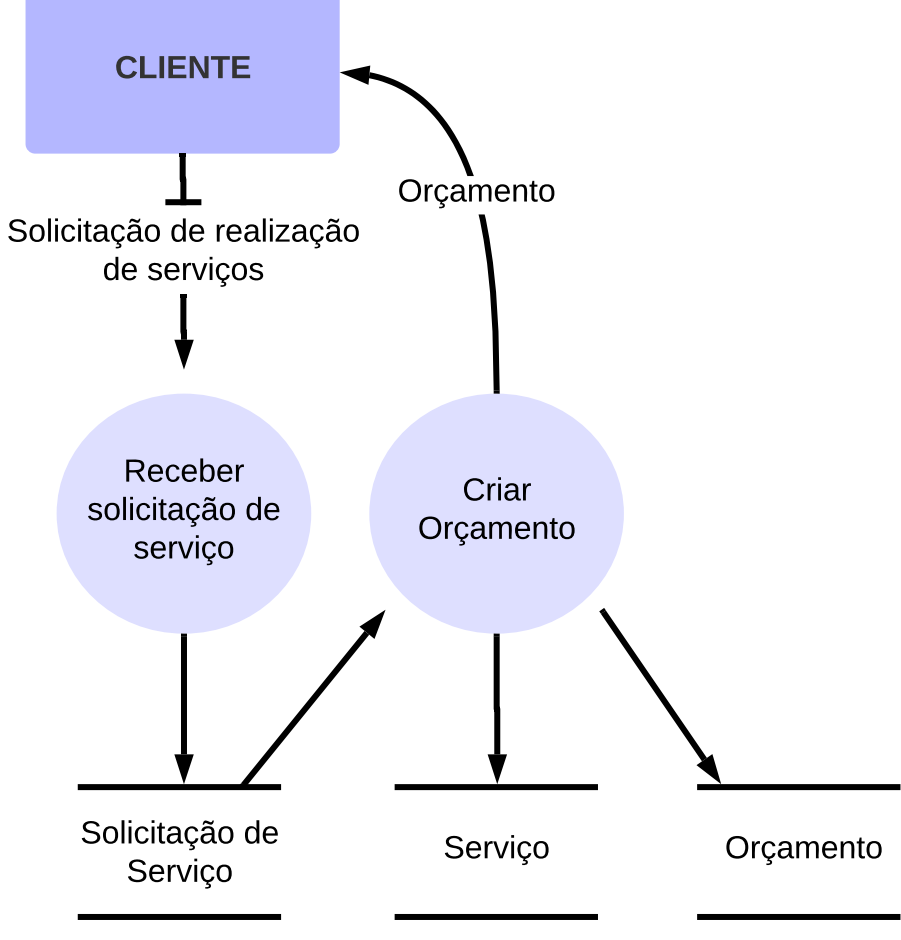 CLIENTE
Orçamento
Solicitação de realização
de serviços
Receber
solicitação de
serviço
Criar
Orçamento
Solicitação de
Serviço
Serviço
Orçamento